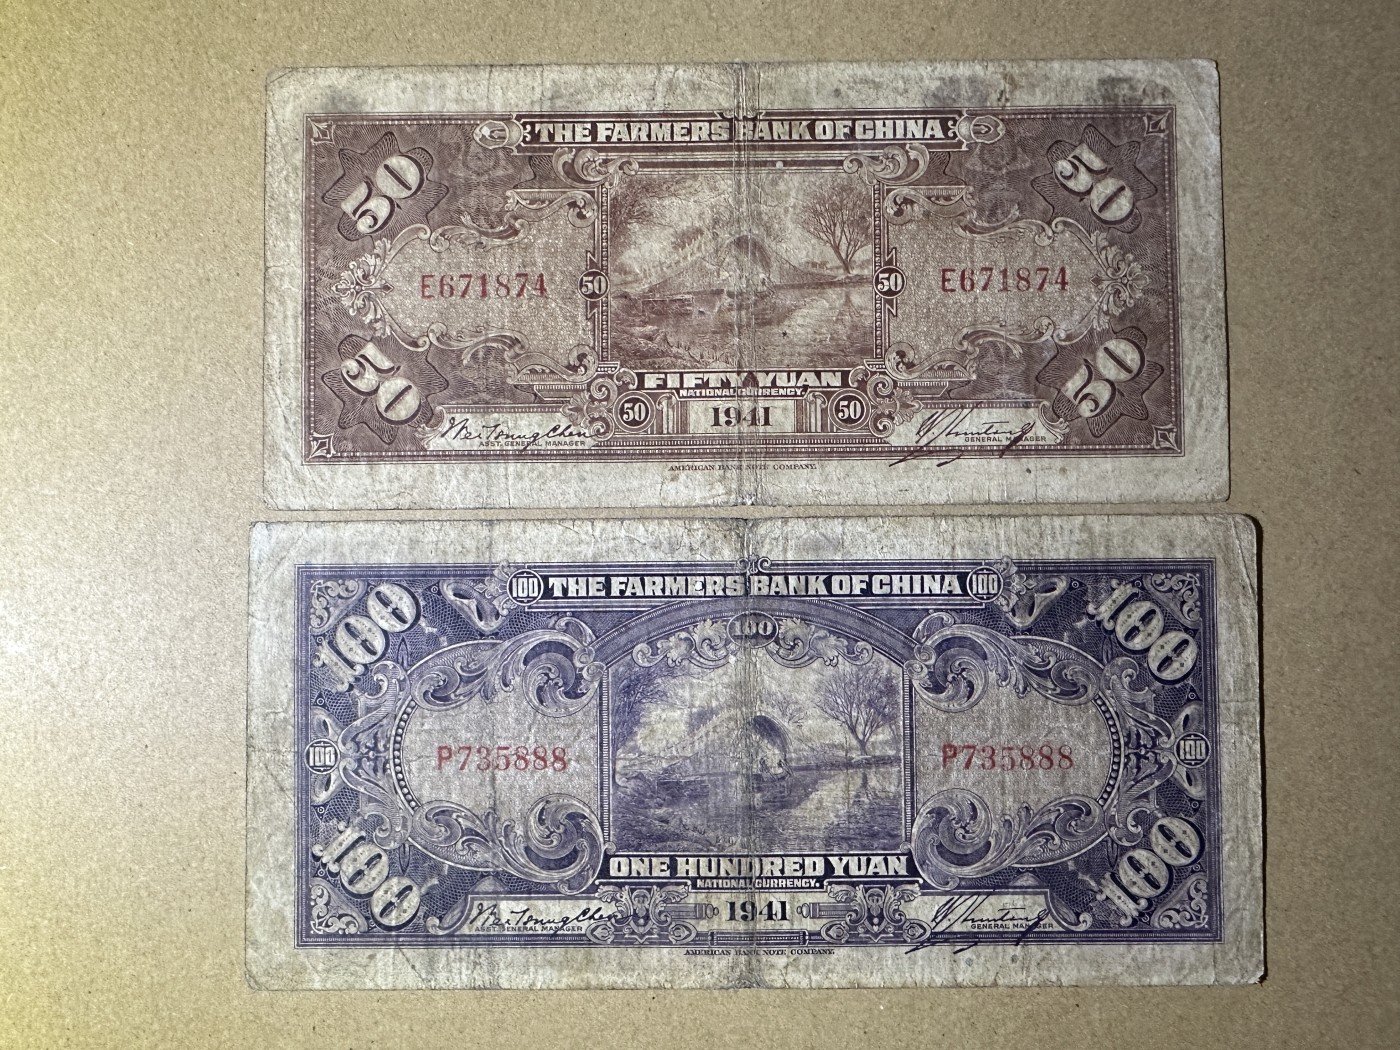 THE FARMERS BANK OF CHINA
50 50
E671874 50 50 E671874
50 50
FIFTY YUAN
NATIONAL CURRENCY.
50 1941 50
ASST. GENERAL MANAGER GENERAL MANAGER
AMERICAN BANK NOTE COMPANY.
100 THE FARMERS BANK OF CHINA 100
100 100 100
100 P735888 P735888 100
100 100
ONE HUNDRED YUAN
NATIONAL CURRENCY.
1941
ASST. GENERAL MANAGER GENERAL MANAGER
AMERICAN BANK NOTE COMPANY.